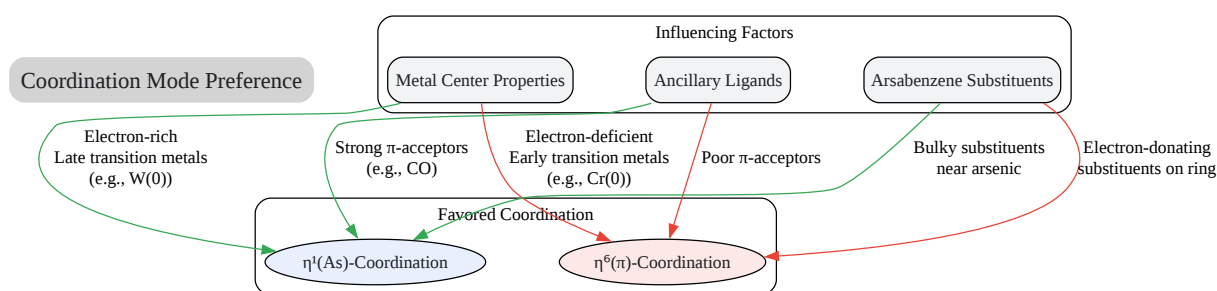 Influencing Factors
Coordination Mode Preference
Metal Center Properties
Ancillary Ligands
Arsabenzene Substituents
Electron-rich
Late transition metals
(e.g., W(0))
Strong π-acceptors
(e.g., CO)
Electron-deficient
Early transition metals
(e.g., Cr(0))
Poor π-acceptors
Bulky substituents
near arsenic
Electron-donating
substituents on ring
Favored Coordination
η¹(As)-Coordination
η⁶(π)-Coordination